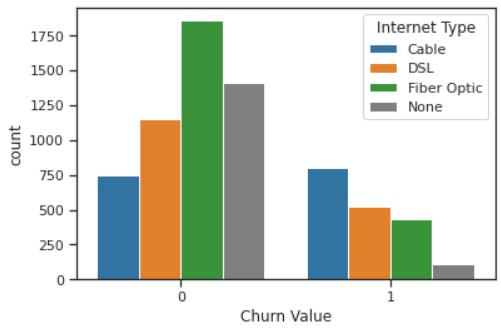 Internet Type
Cable
DSL
Fiber Optic
None
1750
1500
1250
1000
750
500
250
0
count
0 1
Churn Value